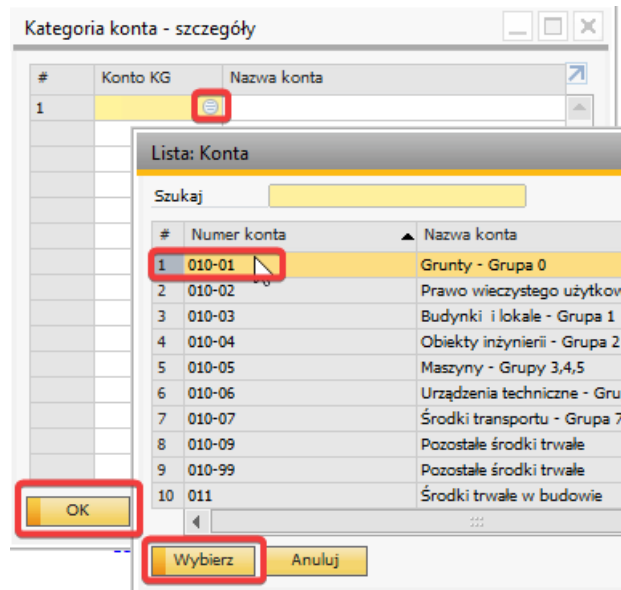 Kategoria konta - szczegóły
# Konto KG Nazwa konta
1
Lista: Konta
Szukaj
# Numer konta Nazwa konta
1 010-01 Grunty - Grupa 0
2 010-02 Prawo wieczystego użytkow
3 010-03 Budynki i lokale - Grupa 1
4 010-04 Obiekty inżynierii - Grupa 2
5 010-05 Maszyny - Grupy 3,4,5
6 010-06 Urządzenia techniczne - Gru
7 010-07 Środki transportu - Grupa 7
8 010-09 Pozostałe środki trwałe
9 010-99 Pozostałe środki trwałe
10 011 Środki trwałe w budowie
OK
Wybierz Anuluj